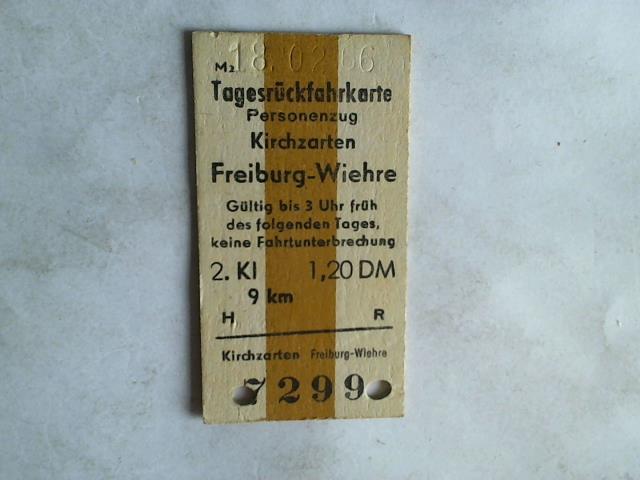 18.02.66
M2
Tagesrückfahrkarte
Personenzug
Kirchzarten
Freiburg-Wiehre
Gültig bis 3 Uhr früh
des folgenden Tages,
keine Fahrtunterbrechung
2. Kl 1,20 DM
9 km
H R
Kirchzarten Freiburg-Wiehre
7299